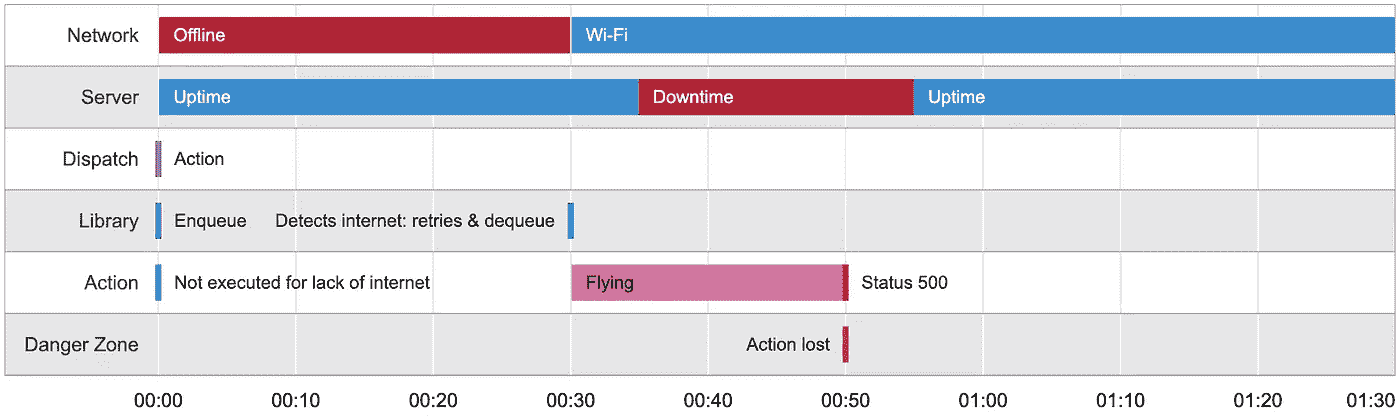 Network Offline Wi-Fi
Server Uptime Downtime Uptime
Dispatch Action
Library Enqueue Detects internet: retries & dequeue
Action Not executed for lack of internet Flying Status 500
Danger Zone Action lost
00:00 00:10 00:20 00:30 00:40 00:50 01:00 01:10 01:20 01:30